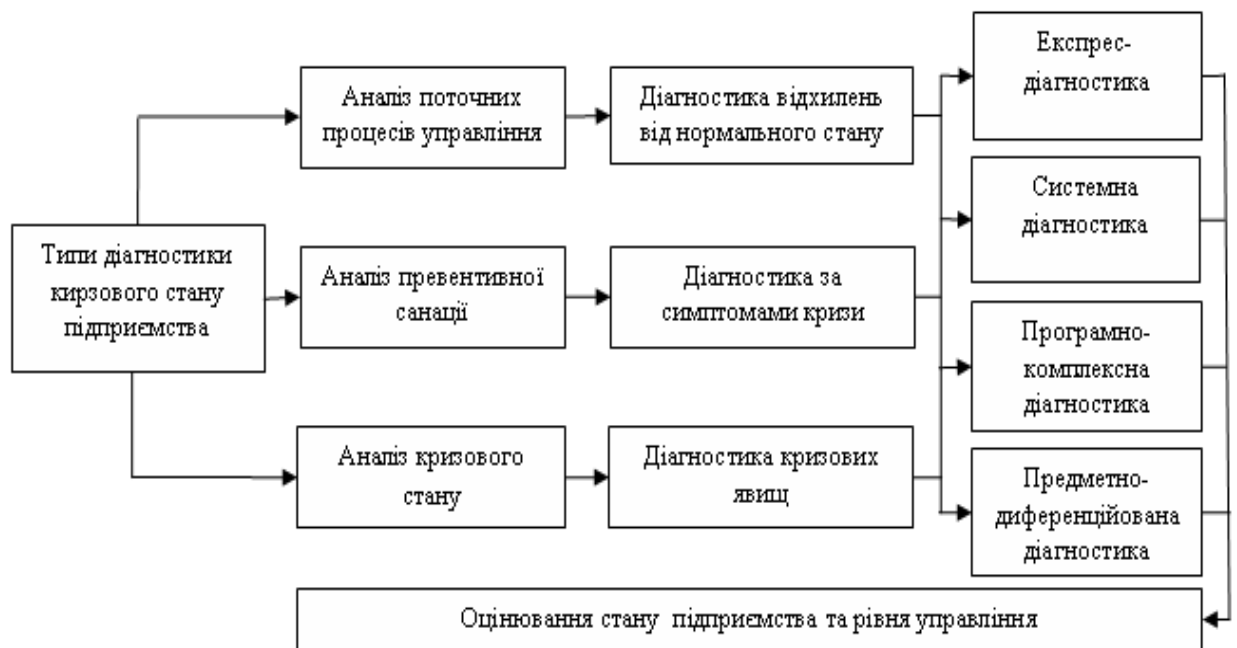 Типи діагностики
кирзового стану
підприємства
Аналіз поточних
процесів управління
Діагностика відхилень
від нормального стану
Аналіз превентивної
санації
Діагностика за
симптомами кризи
Аналіз кризового
стану
Діагностика кризових
явищ
Експрес-
діагностика
Системна
діагностика
Програмно-
комплексна
діагностика
Предметно-
диференційована
діагностика
Оцінювання стану підприємства та рівня управління